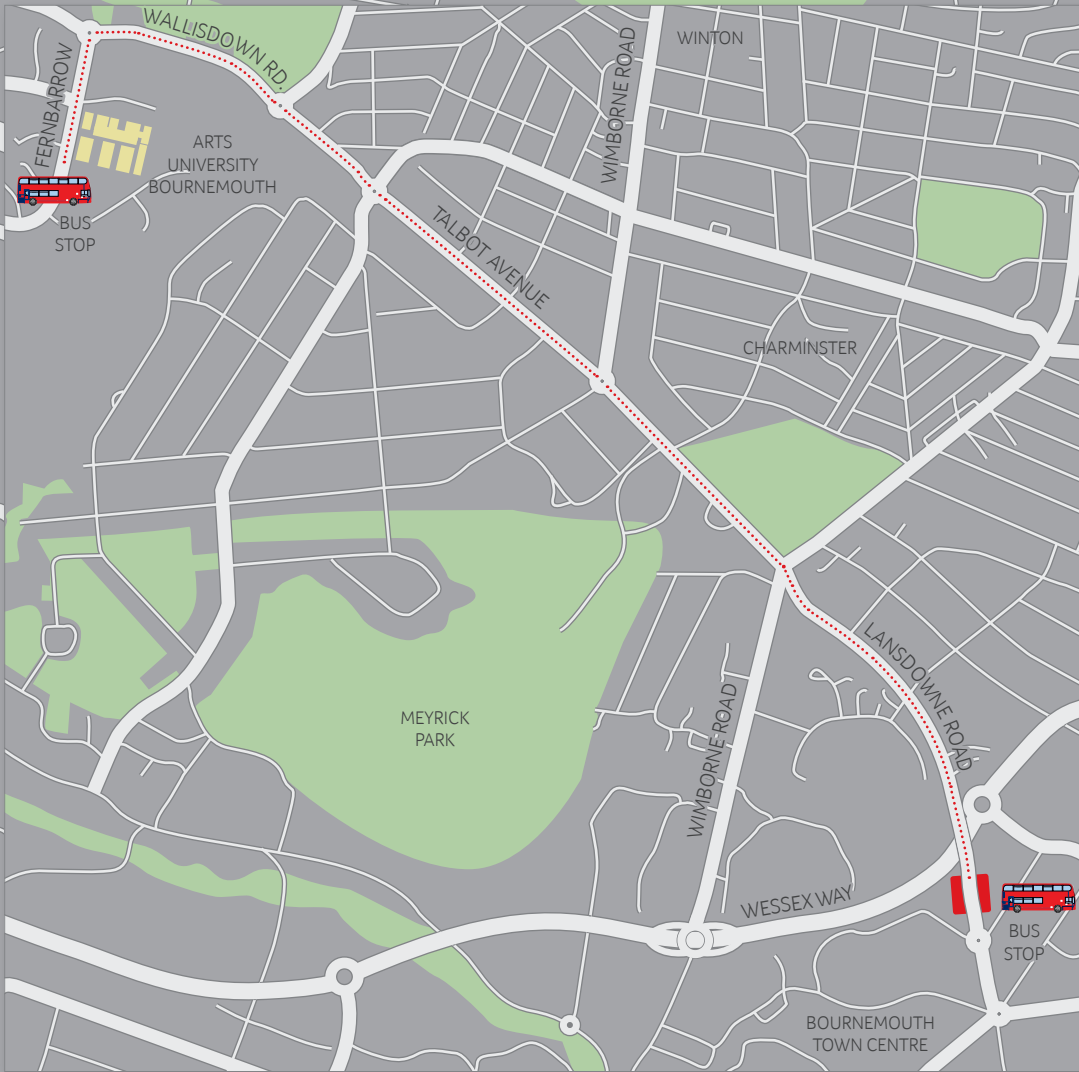 WALLISDOWN RD.
WINTON
WIMBORNE ROAD
FERNBARROW
ARTS
UNIVERSITY
BOURNEMOUTH
BUS
STOP
TALBOT AVENUE
CHARMINSTER
LANSDOWNE ROAD
MEYRICK
PARK
WIMBORNE ROAD
WESSEX WAY
BUS
STOP
BOURNEMOUTH
TOWN CENTRE